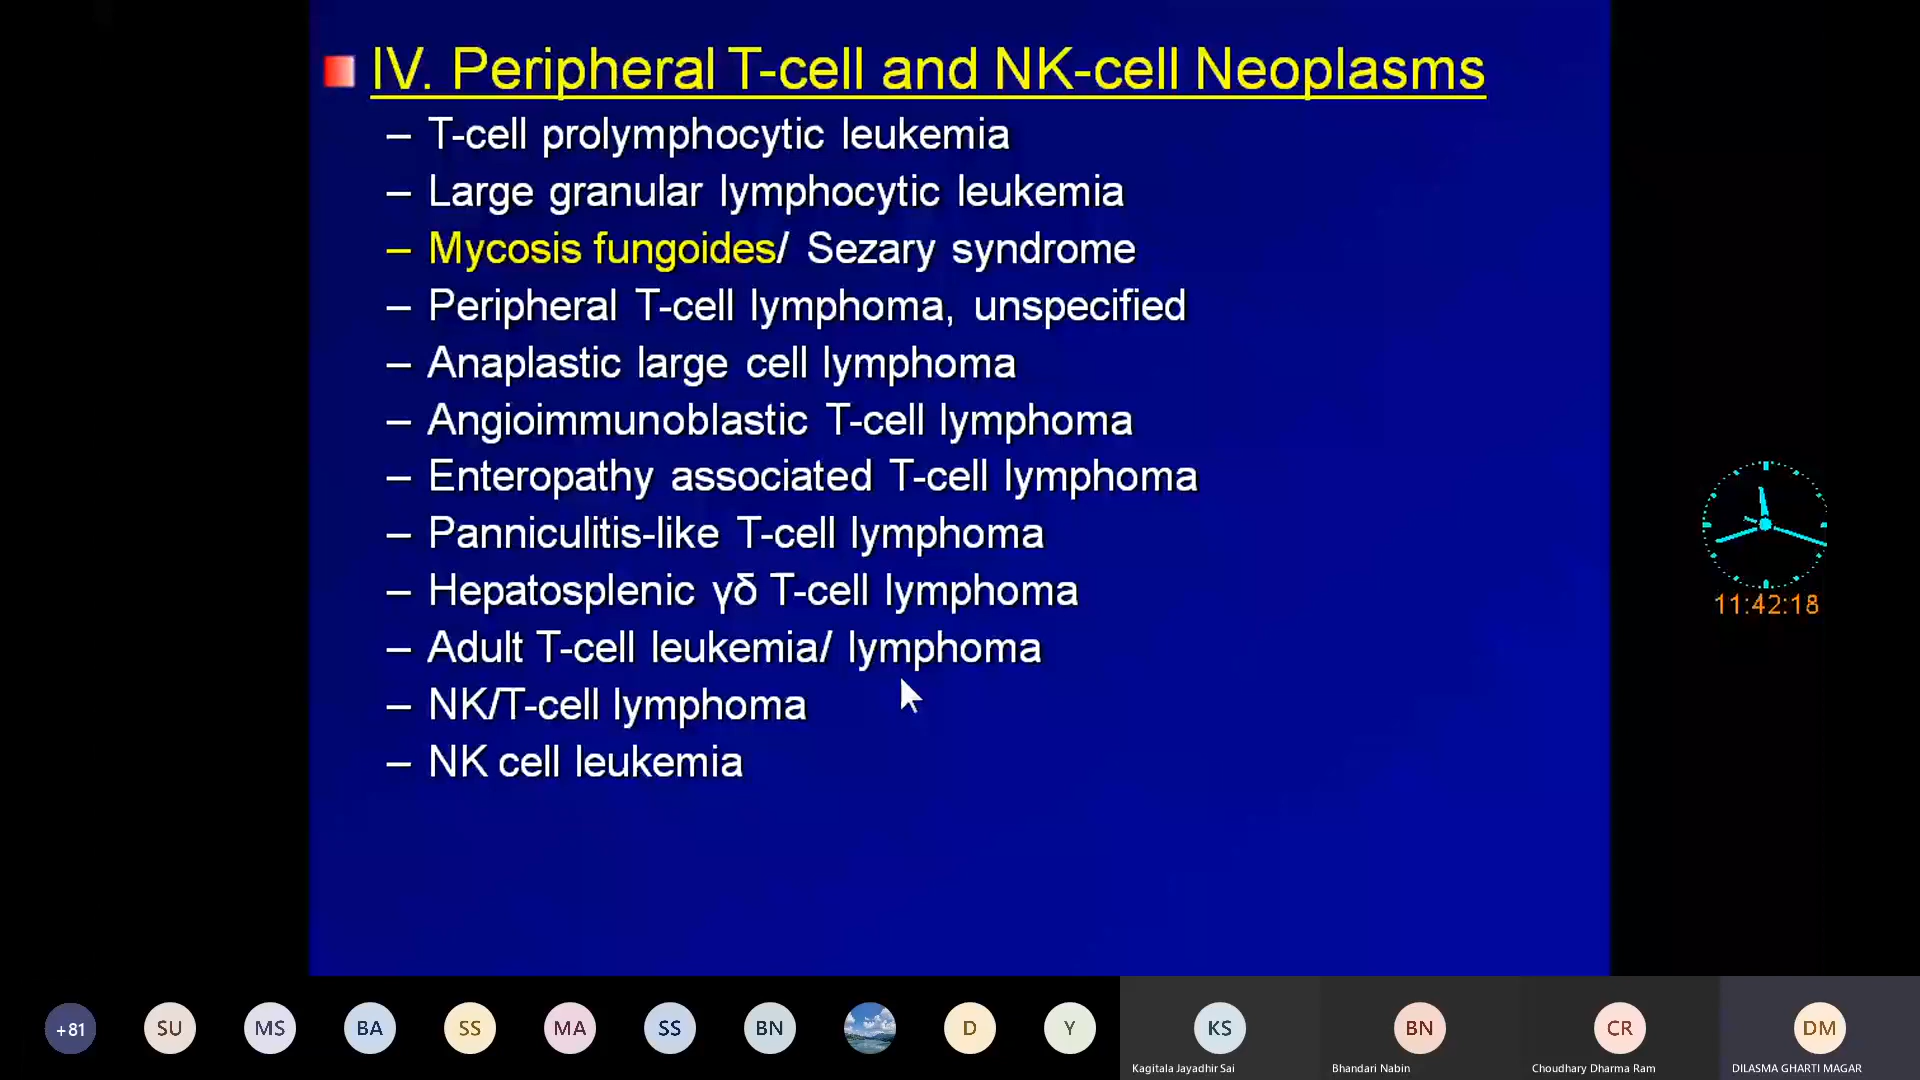 IV. Peripheral T-cell and NK-cell Neoplasms
– T-cell prolymphocytic leukemia
– Large granular lymphocytic leukemia
– Mycosis fungoides/ Sezary syndrome
– Peripheral T-cell lymphoma, unspecified
– Anaplastic large cell lymphoma
– Angioimmunoblastic T-cell lymphoma
– Enteropathy associated T-cell lymphoma
– Panniculitis-like T-cell lymphoma
– Hepatosplenic γδ T-cell lymphoma
– Adult T-cell leukemia/ lymphoma
– NK/T-cell lymphoma
– NK cell leukemia
11:42:18
+81 SU MS BA SS MA SS BN D Y KS BN CR DM
Kagitala Jayadhir Sai Bhandari Nabin Choudhary Dharma Ram DILASMA GHARTI MAGAR